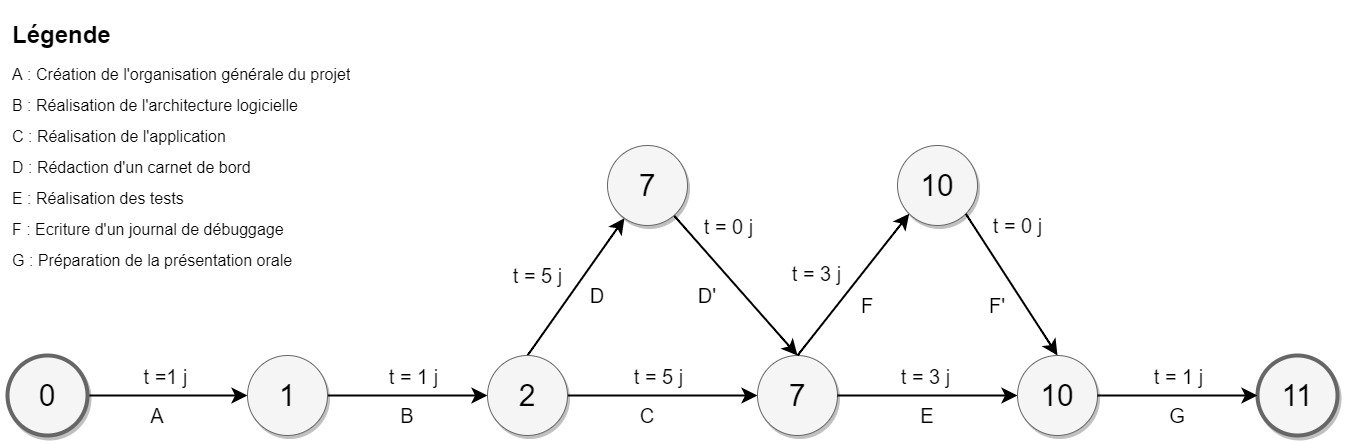 Légende
A : Création de l'organisation générale du projet
B : Réalisation de l'architecture logicielle
C : Réalisation de l'application
D : Rédaction d'un carnet de bord
E : Réalisation des tests
F : Ecriture d'un journal de débuggage
G : Préparation de la présentation orale
7
10
t = 0 j
t = 0 j
t = 5 j
t = 3 j
D
D'
F
F'
t =1 j
t = 1 j
t = 5 j
t = 3 j
t = 1 j
0
1
2
7
10
11
A
B
C
E
G